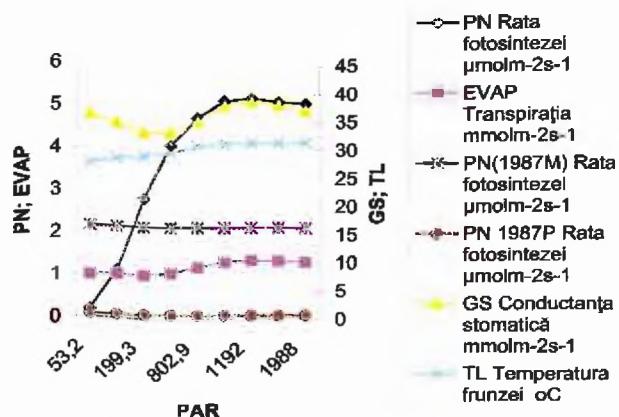 PN Rata
fotosintezei
µmolm-2s-1
EVAP
Transpirația
mmolm-2s-1
PN(1987M) Rata
fotosintezei
µmolm-2s-1
PN 1987P Rata
fotosintezei
µmolm-2s-1
GS Conductanța
stomatică
mmolm-2s-1
TL Temperatura
frunzei oC
PN; EVAP
6
5
4
3
2
1
0
GS; TL
45
40
35
30
25
20
15
10
5
0
53,2
199,3
802,9
1192
1988
PAR